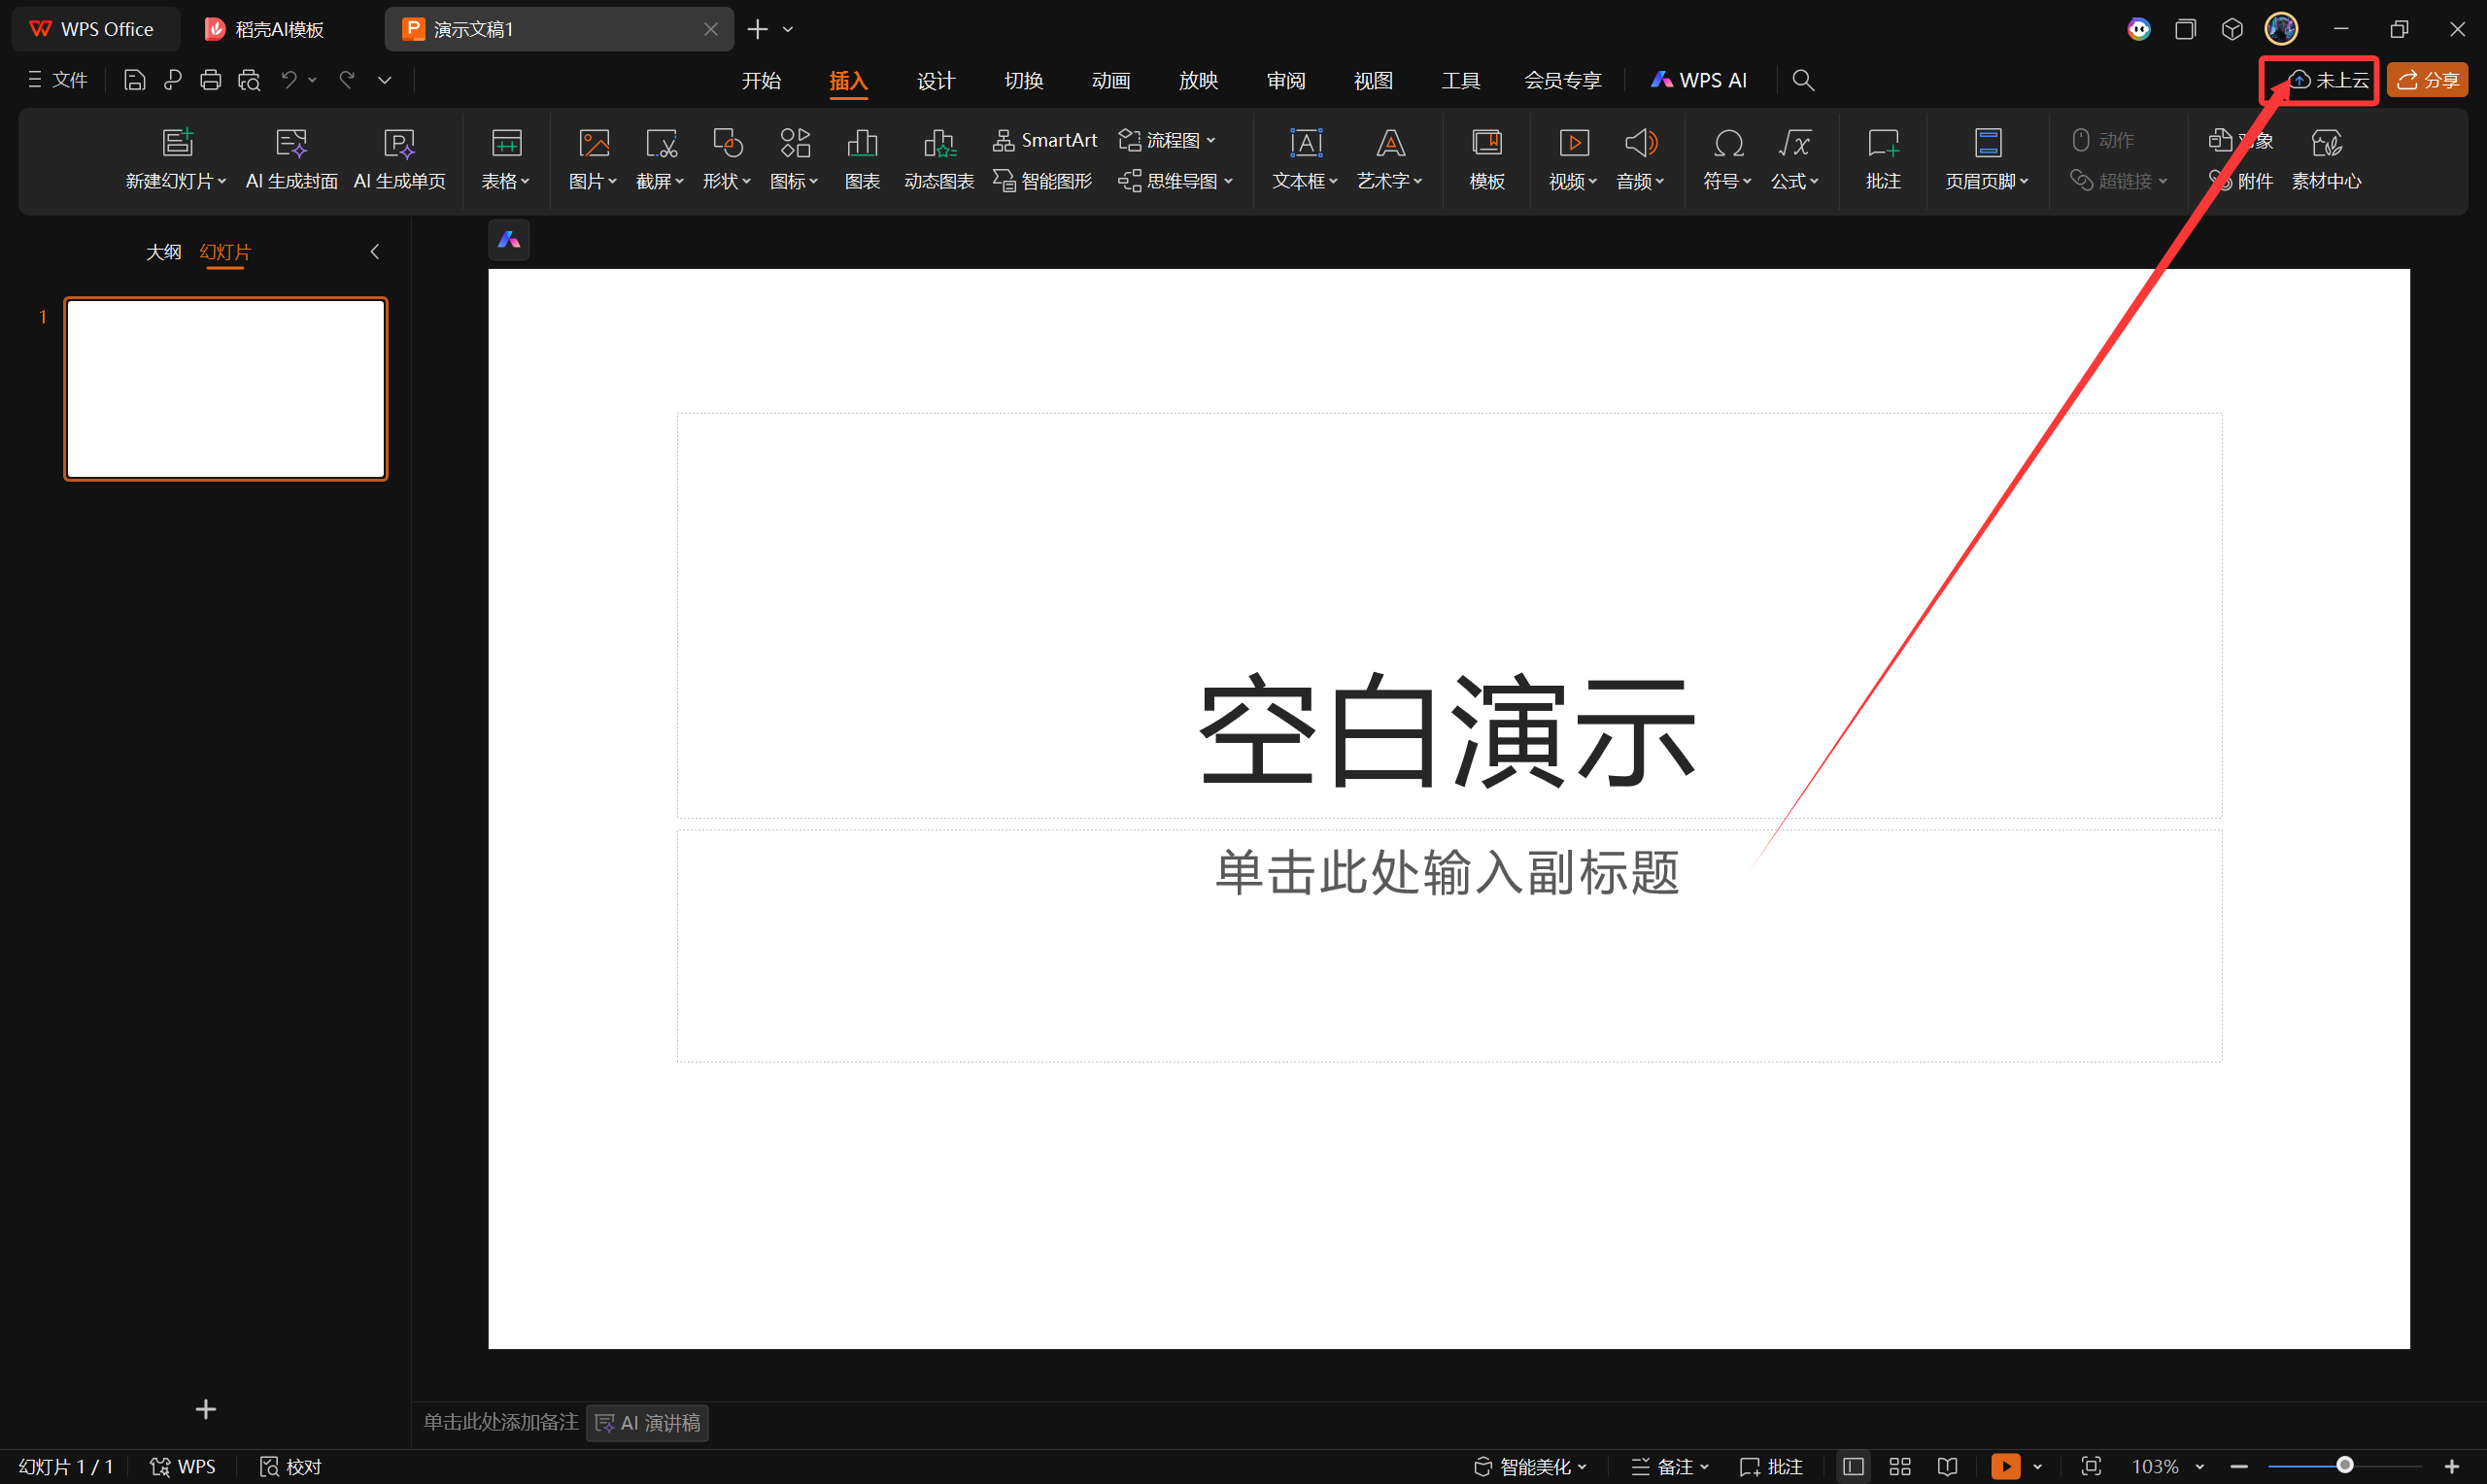 WPS Office 稻壳AI模板 演示文稿1
文件 开始 插入 设计 切换 动画 放映 审阅 视图 工具 会员专享 WPS AI 未上云 分享
SmartArt 流程图 动作
新建幻灯片 AI 生成封面 AI 生成单页 表格 图片 截屏 形状 图标 图表 动态图表 智能图形 思维导图 文本框 艺术字 模板 视频 音频 符号 公式 批注 页眉页脚 超链接 附件 素材中心
大纲 幻灯片
1
空白演示
单击此处输入副标题
单击此处添加备注 AI 演讲稿
幻灯片 1 / 1 WPS 校对 智能美化 备注 批注 103%